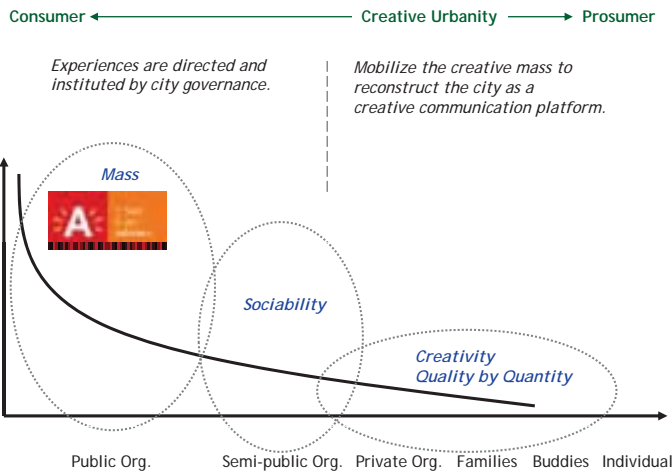 Consumer Creative Urbanity Prosumer
Experiences are directed and
instituted by city governance.
Mobilize the creative mass to
reconstruct the city as a
creative communication platform.
Mass
A
Sociability
Creativity
Quality by Quantity
Public Org. Semi-public Org. Private Org. Families Buddies Individual